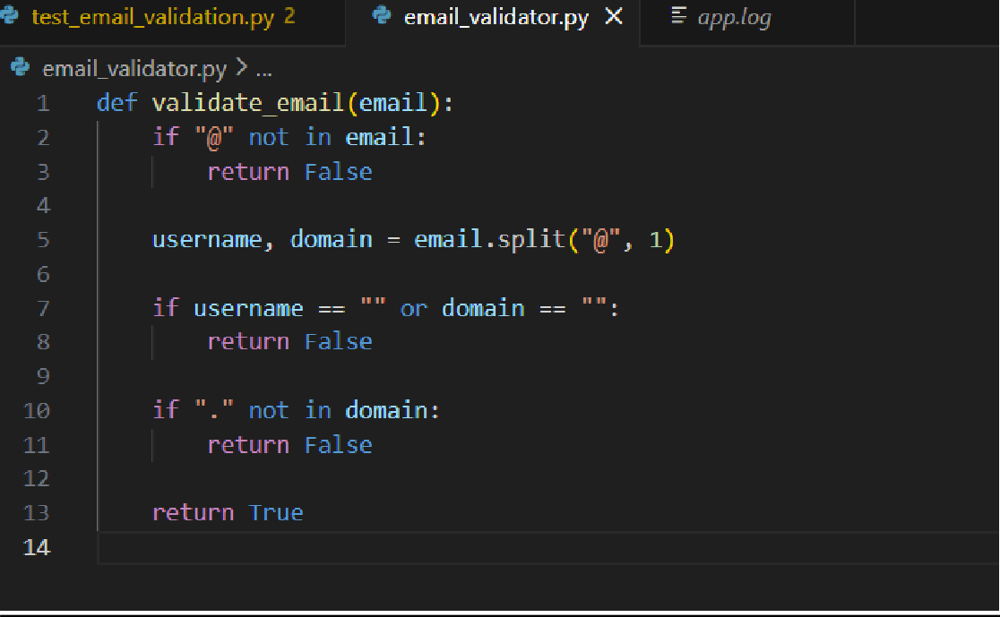 test_email_validation.py 2 email_validator.py × app.log
email_validator.py > ...
1 def validate_email(email):
2     if "@" not in email:
3         return False
4
5     username, domain = email.split("@", 1)
6
7     if username == "" or domain == "":
8         return False
9
10     if "." not in domain:
11         return False
12
13     return True
14